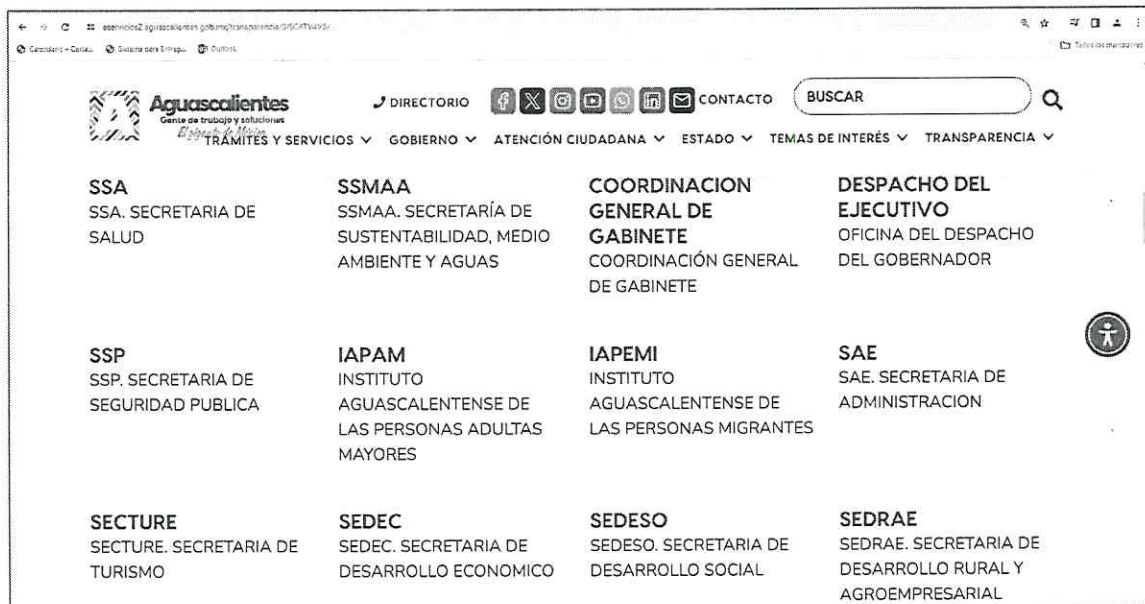 Aguascalientes
Gente de trabajo y soluciones
El gigante de México
DIRECTORIO
CONTACTO
BUSCAR
TRÁMITES Y SERVICIOS
GOBIERNO
ATENCIÓN CIUDADANA
ESTADO
TEMAS DE INTERÉS
TRANSPARENCIA
SSA
SSA. SECRETARIA DE
SALUD
SSMAA
SSMAA. SECRETARÍA DE
SUSTENTABILIDAD, MEDIO
AMBIENTE Y AGUAS
COORDINACION
GENERAL DE
GABINETE
COORDINACIÓN GENERAL
DE GABINETE
DESPACHO DEL
EJECUTIVO
OFICINA DEL DESPACHO
DEL GOBERNADOR
SSP
SSP. SECRETARIA DE
SEGURIDAD PUBLICA
IAPAM
INSTITUTO
AGUASCALENTENSE DE
LAS PERSONAS ADULTAS
MAYORES
IAPEMI
INSTITUTO
AGUASCALENTENSE DE
LAS PERSONAS MIGRANTES
SAE
SAE. SECRETARIA DE
ADMINISTRACION
SECTURE
SECTURE. SECRETARIA DE
TURISMO
SEDEC
SEDEC. SECRETARIA DE
DESARROLLO ECONOMICO
SEDESO
SEDESO. SECRETARIA DE
DESARROLLO SOCIAL
SEDRAE
SEDRAE. SECRETARIA DE
DESARROLLO RURAL Y
AGROEMPRESARIAL